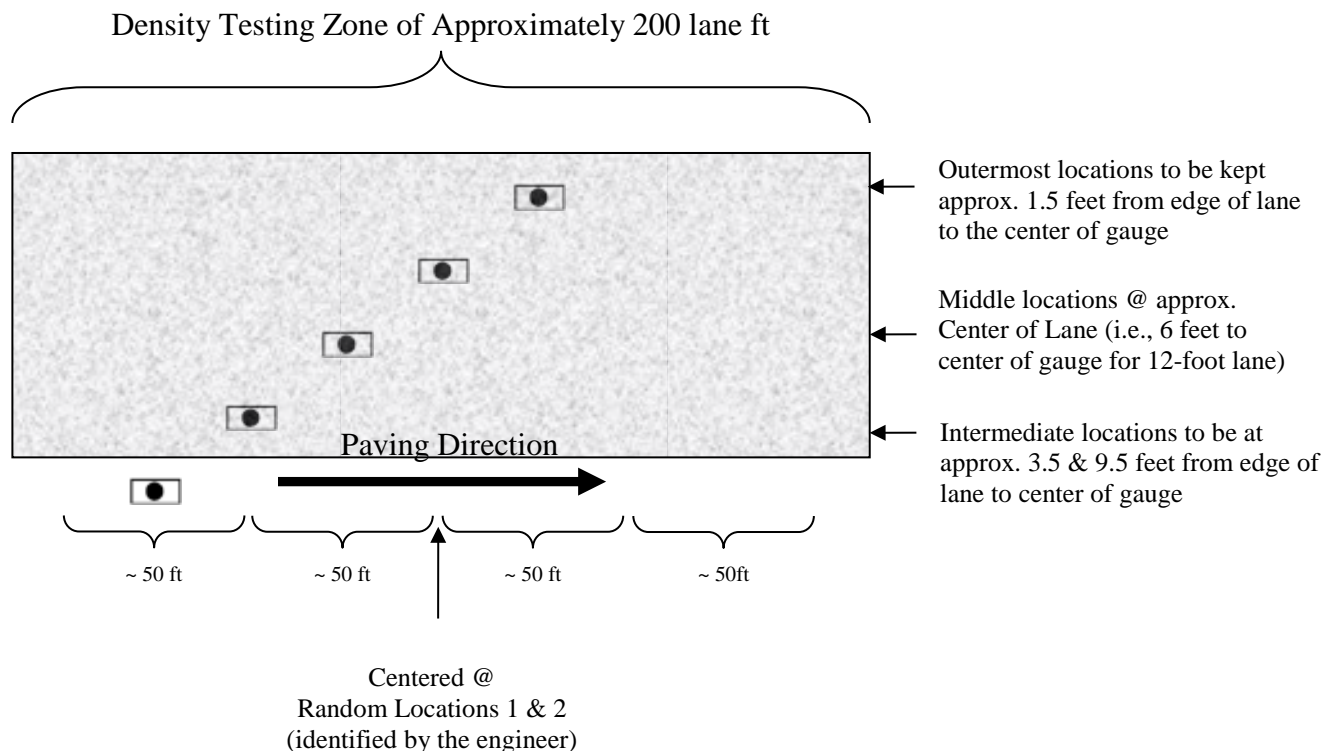 Density Testing Zone of Approximately 200 lane ft
Outermost locations to be kept
approx. 1.5 feet from edge of lane
to the center of gauge
Middle locations @ approx.
Center of Lane (i.e., 6 feet to
center of gauge for 12-foot lane)
Intermediate locations to be at
approx. 3.5 & 9.5 feet from edge of
lane to center of gauge
Paving Direction
~ 50 ft
~ 50 ft
~ 50 ft
~ 50ft
Centered @
Random Locations 1 & 2
(identified by the engineer)